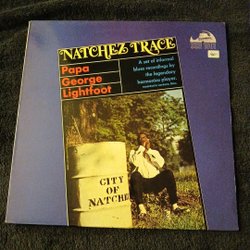 NATCHEZ TRACE
Papa
George
Lightfoot
A set of informal
blues recordings by
the legendary
harmonica player.
CITY OF
NATCHE